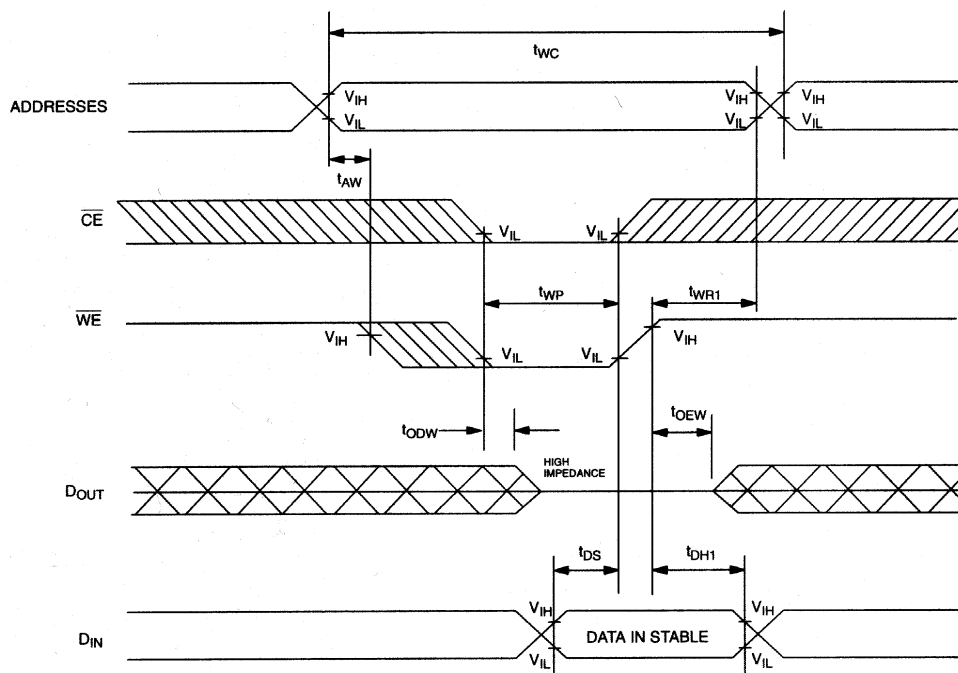 tWC
ADDRESSES
VIH
VIL
VIH
VIL
VIH
VIL
tAW
CE
VIL
VIL
tWP
tWR1
WE
VIH
VIL
VIL
VIH
tODW
tOEW
DOUT
HIGH
IMPEDANCE
tDS
tDH1
DIN
VIH
VIL
DATA IN STABLE
VIH
VIL